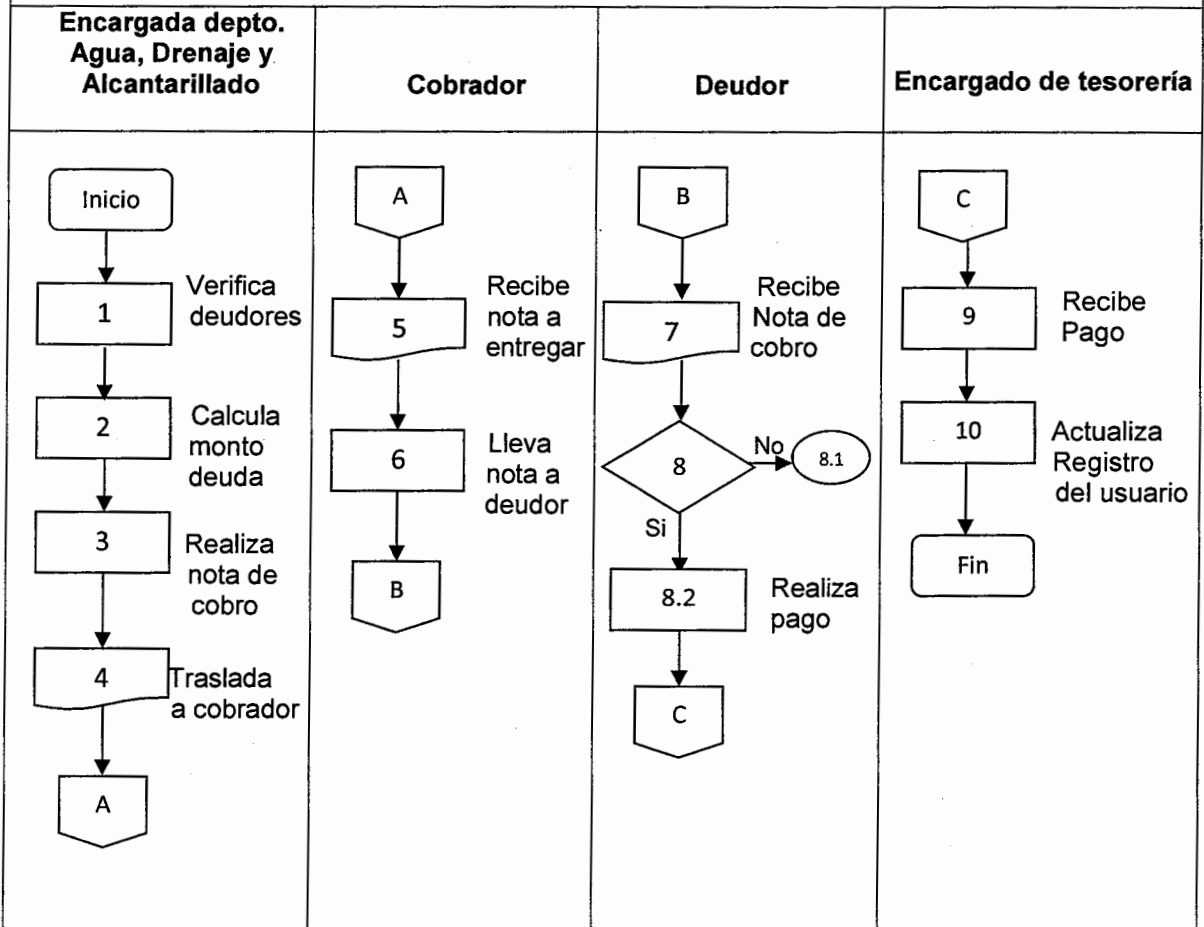 Encargada depto.
Agua, Drenaje y
Alcantarillado
Cobrador
Deudor
Encargado de tesorería
Inicio
1
Verifica
deudores
2
Calcula
monto
deuda
3
Realiza
nota de
cobro
4
Traslada
a cobrador
A
A
5
Recibe
nota a
entregar
6
Lleva
nota a
deudor
B
B
7
Recibe
Nota de
cobro
8
No
8.1
Si
8.2
Realiza
pago
C
C
9
Recibe
Pago
10
Actualiza
Registro
del usuario
Fin